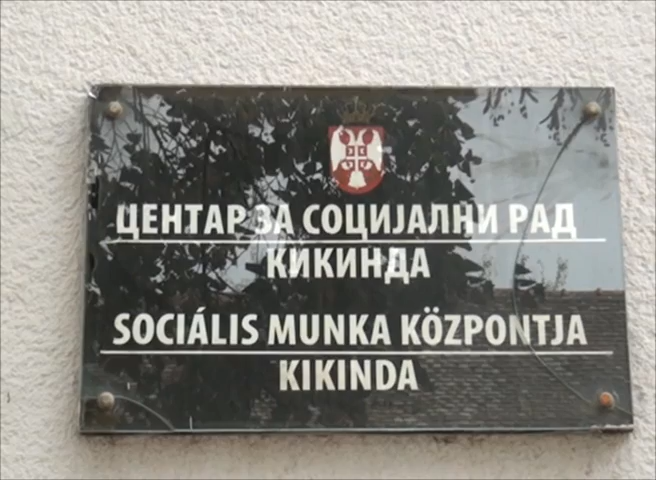 ЦЕНТАР ЗА СОЦИЈАЛНИ РАД
КИКИНДА
SOCIÁLIS MUNKA KÖZPONTJA
KIKINDA